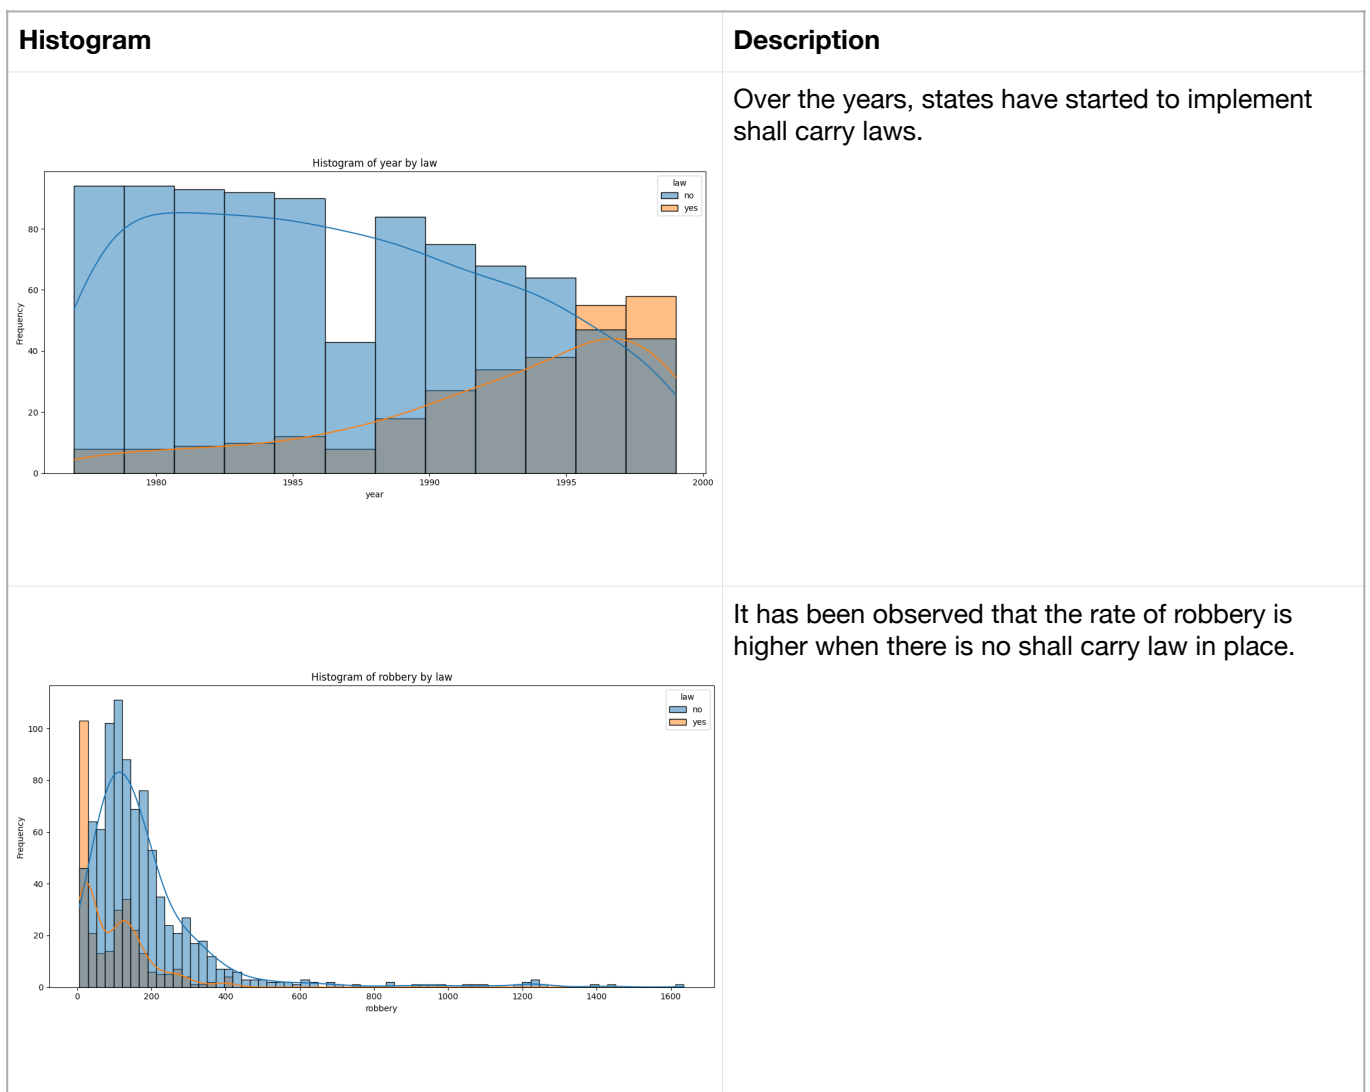 Histogram
Description
Over the years, states have started to implement
shall carry laws.
Histogram of year by law
law
no
yes
80
60
40
20
0
Frequency
1980
1985
1990
1995
2000
year
It has been observed that the rate of robbery is
higher when there is no shall carry law in place.
Histogram of robbery by law
law
no
yes
100
80
60
40
20
0
Frequency
0
200
400
600
800
1000
1200
1400
1600
robbery